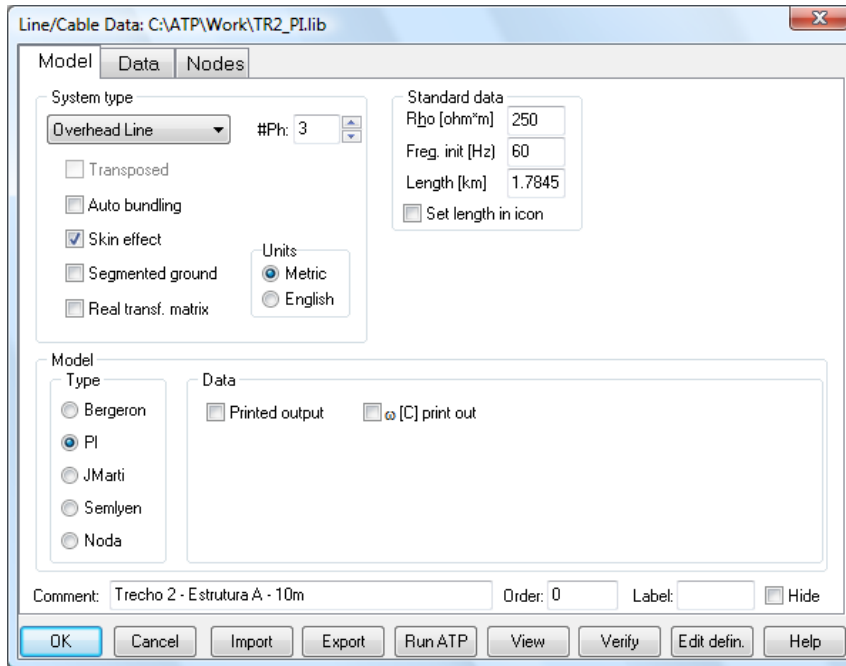 Line/Cable Data: C:\ATP\Work\TR2_PI.lib
Model Data Nodes
System type
Overhead Line #Ph: 3
Transposed
Auto bundling
Skin effect
Segmented ground
Real transf. matrix
Units
Metric
English
Standard data
Rho [ohm*m] 250
Freq. init [Hz] 60
Length [km] 1.7845
Set length in icon
Model
Type
Bergeron
PI
JMarti
Semlyen
Noda
Data
Printed output ω [C] print out
Comment: Trecho 2 - Estrutura A - 10m Order: 0 Label: Hide
OK Cancel Import Export Run ATP View Verify Edit defin. Help